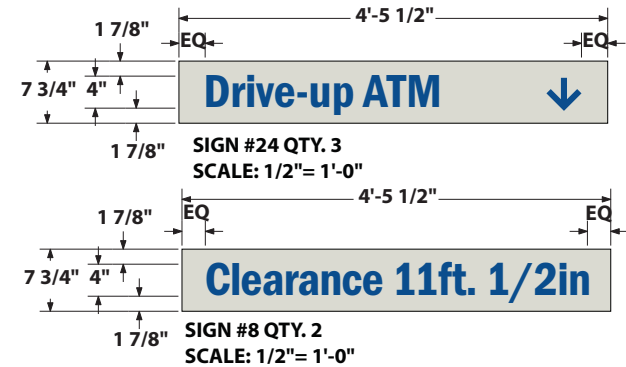 4'-5 1/2"
1 7/8"
EQ EQ
7 3/4" 4" Drive-up ATM ↓
1 7/8"
SIGN #24 QTY. 3
SCALE: 1/2"= 1'-0"
4'-5 1/2"
1 7/8"
EQ EQ
7 3/4" 4" Clearance 11ft. 1/2in
1 7/8"
SIGN #8 QTY. 2
SCALE: 1/2"= 1'-0"